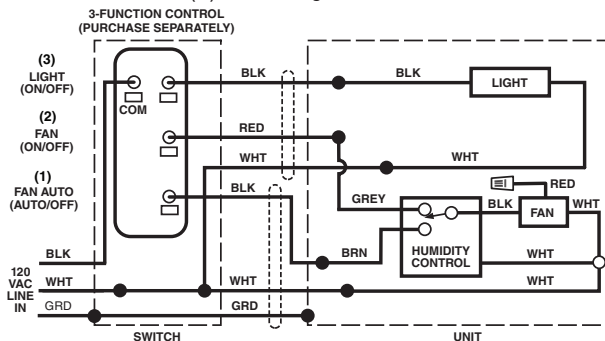 3-FUNCTION CONTROL
(PURCHASE SEPARATELY)
(3)
LIGHT
(ON/OFF)
(2)
FAN
(ON/OFF)
(1)
FAN AUTO
(AUTO/OFF)
COM
BLK
BLK
LIGHT
RED
WHT
WHT
BLK
GREY
RED
BLK
FAN
WHT
BRN
HUMIDITY
CONTROL
WHT
BLK
120
VAC
LINE
IN
WHT
WHT
WHT
GRD
GRD
SWITCH
UNIT